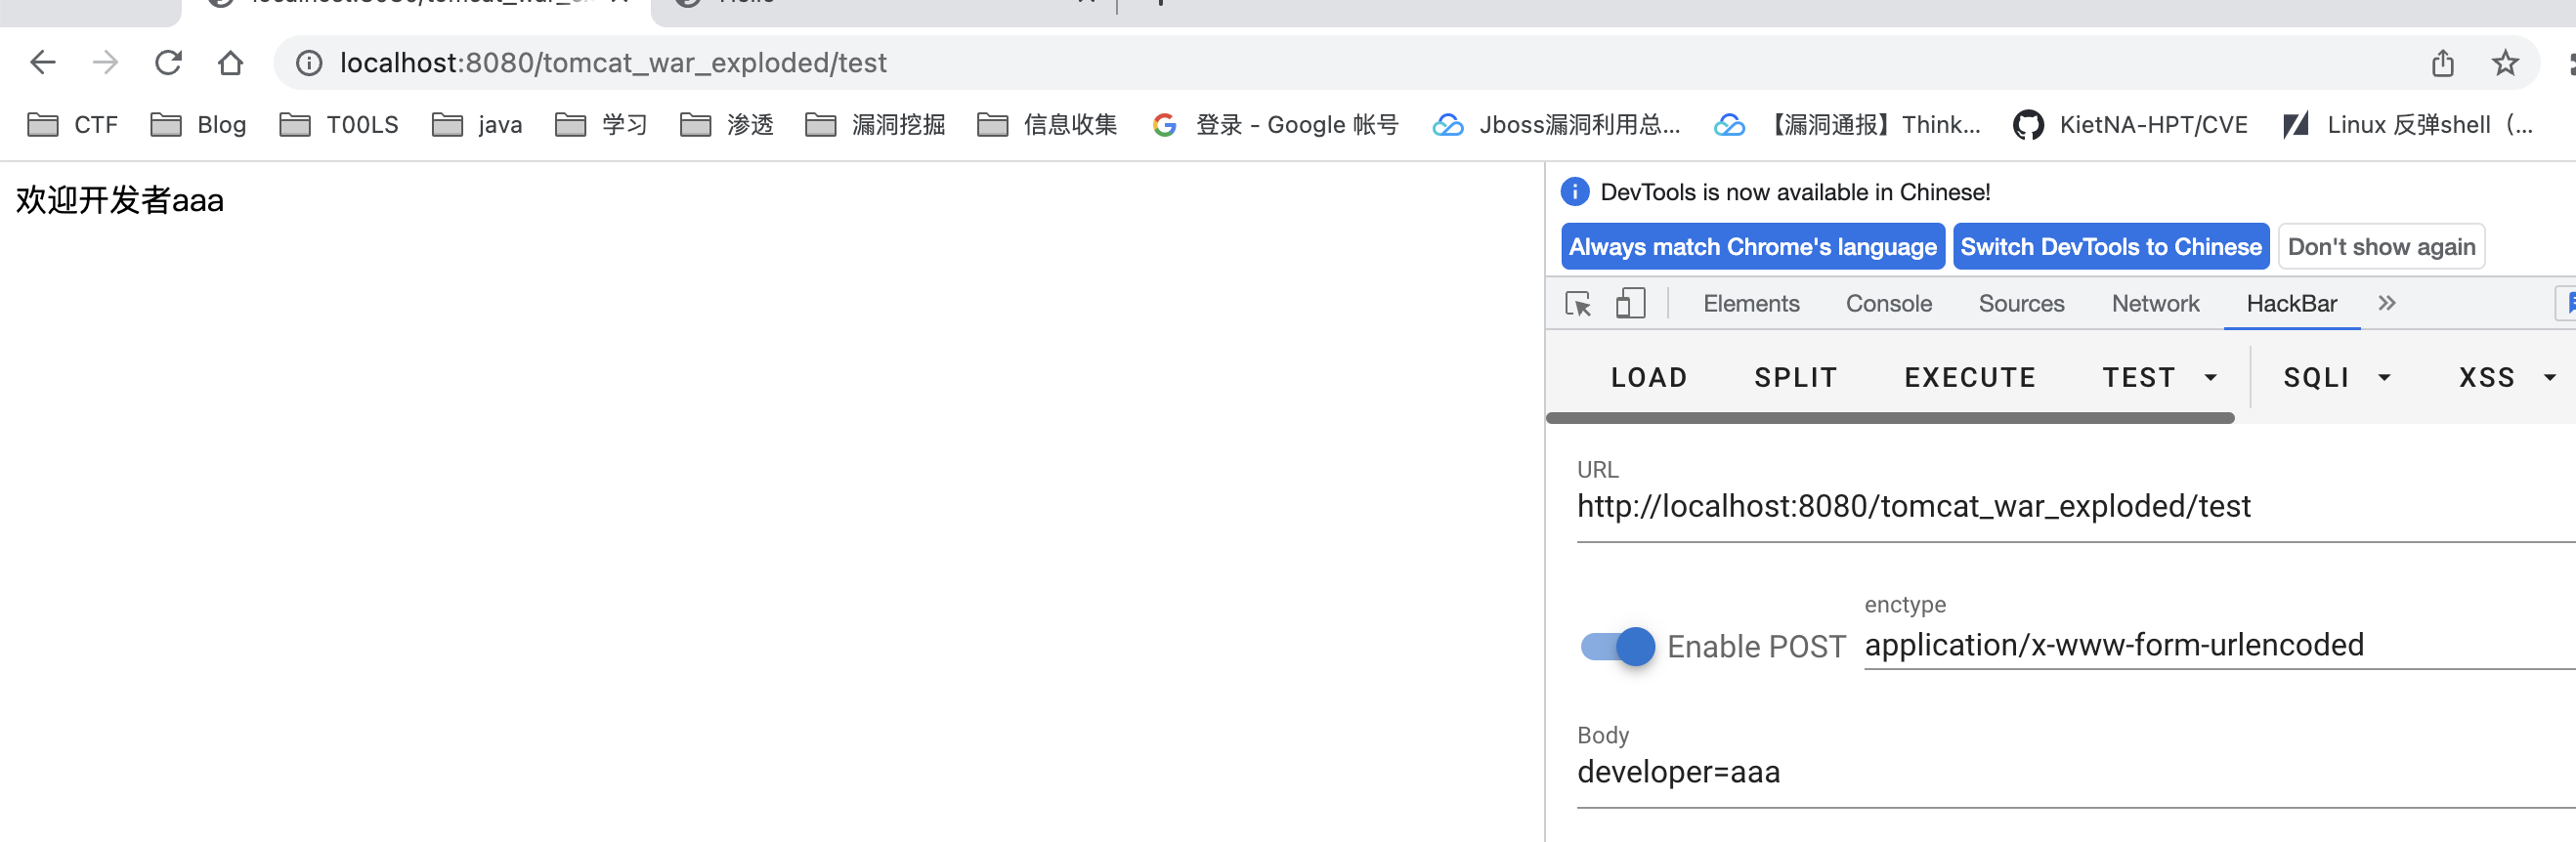 localhost:8080/tomcat_war_exploded/test
CTF Blog T00LS java 学习 渗透 漏洞挖掘 信息收集 登录 - Google 帐号 Jboss漏洞利用总... 【漏洞通报】Think... KietNA-HPT/CVE Linux 反弹shell（...
欢迎开发者aaa
DevTools is now available in Chinese!
Always match Chrome's language Switch DevTools to Chinese Don't show again
Elements Console Sources Network HackBar
LOAD SPLIT EXECUTE TEST SQLI XSS
URL
http://localhost:8080/tomcat_war_exploded/test
enctype
Enable POST application/x-www-form-urlencoded
Body
developer=aaa